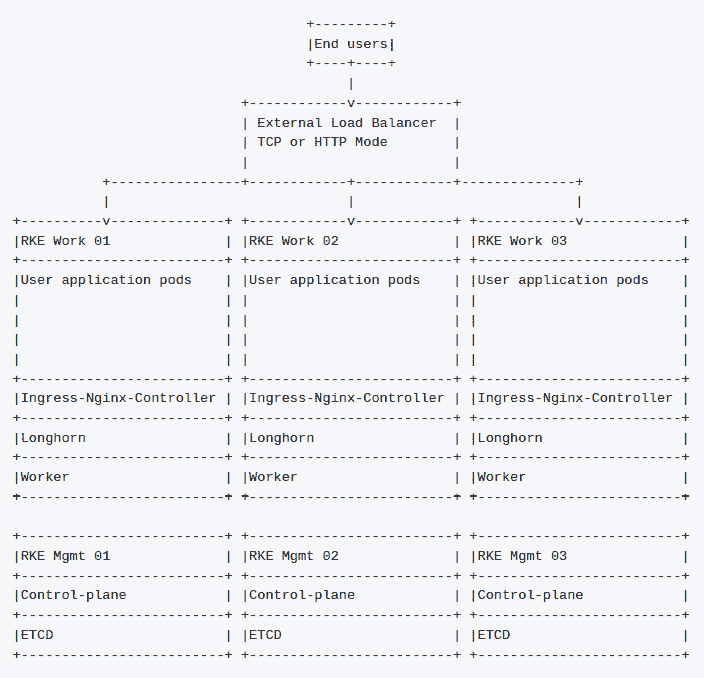 End users
External Load Balancer
TCP or HTTP Mode
RKE Work 01 RKE Work 02 RKE Work 03
User application pods User application pods User application pods
Ingress-Nginx-Controller Ingress-Nginx-Controller Ingress-Nginx-Controller
Longhorn Longhorn Longhorn
Worker Worker Worker
RKE Mgmt 01 RKE Mgmt 02 RKE Mgmt 03
Control-plane Control-plane Control-plane
ETCD ETCD ETCD